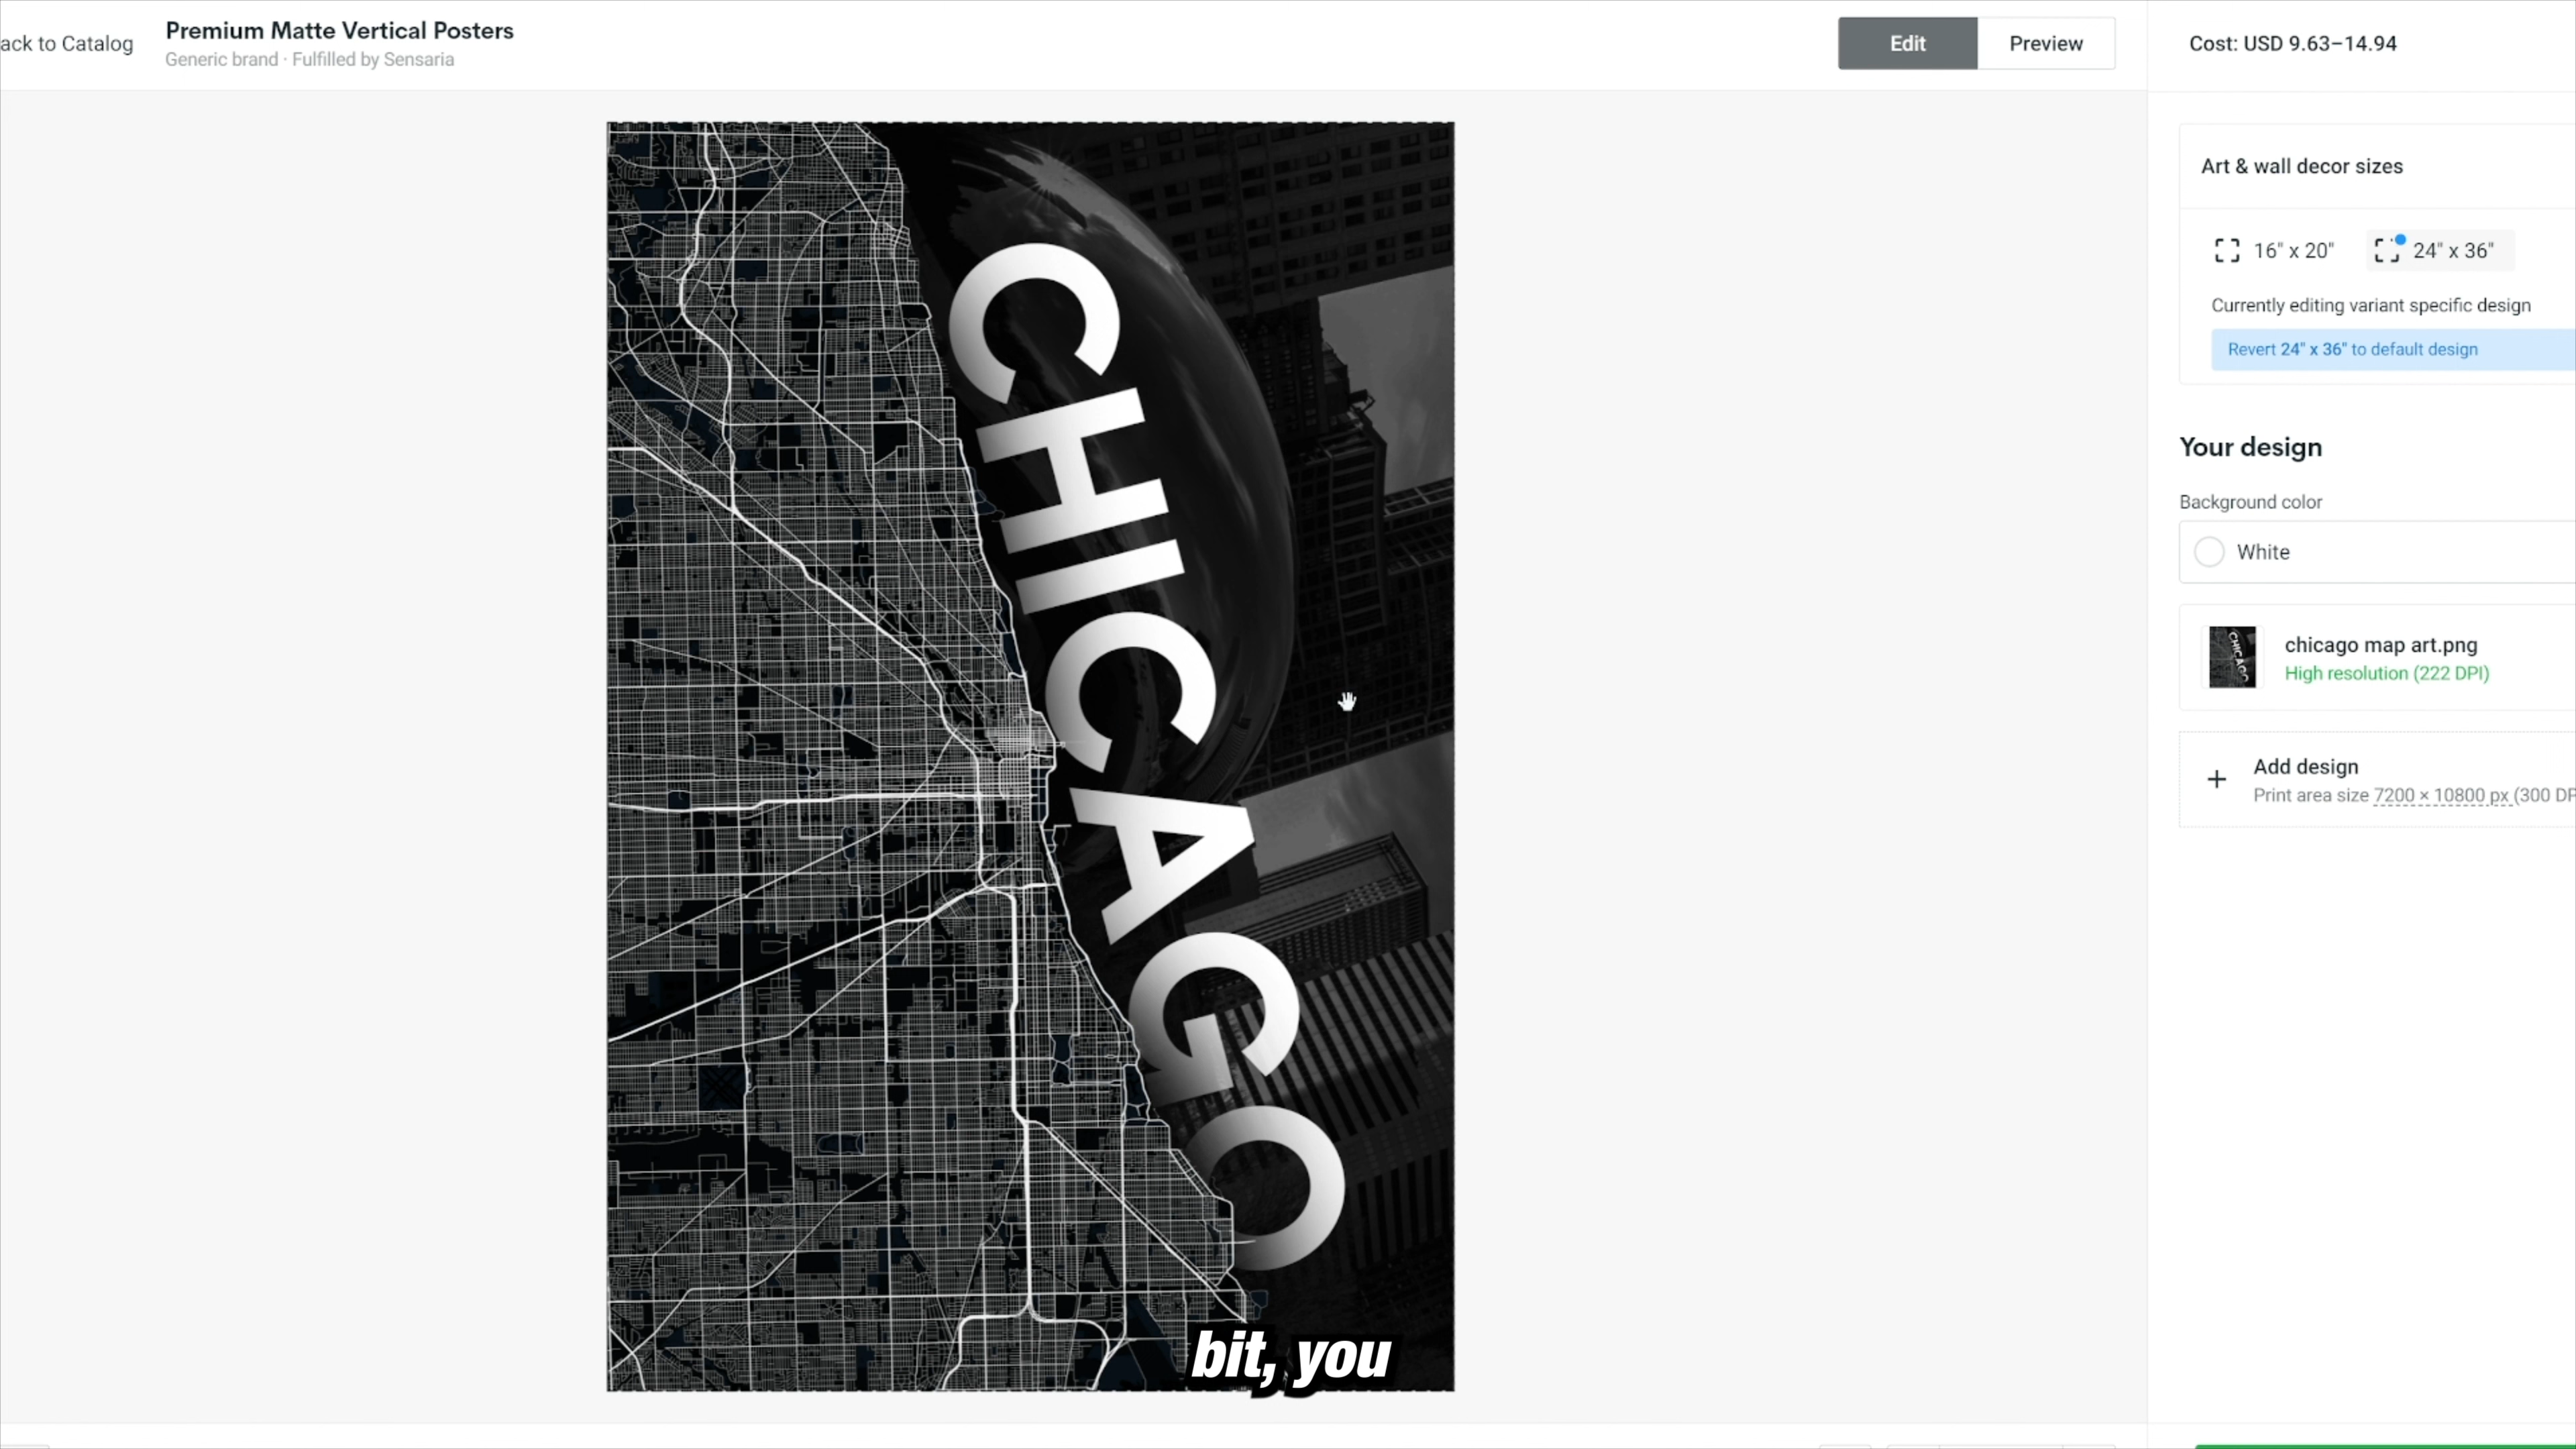 ack to Catalog
Premium Matte Vertical Posters
Generic brand · Fulfilled by Sensaria
Edit
Preview
Cost: USD 9.63–14.94
Art & wall decor sizes
16" x 20"
24" x 36"
Currently editing variant specific design
Revert 24" x 36" to default design
Your design
Background color
White
chicago map art.png
High resolution (222 DPI)
Add design
Print area size 7200 × 10800 px (300 DP
CHICAGO
bit, you